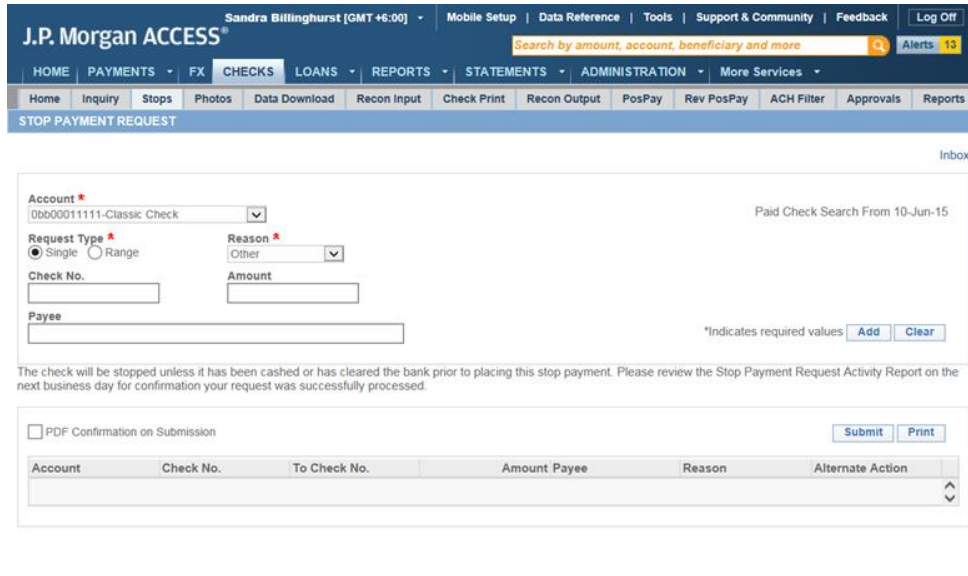 Sandra Billinghurst [GMT +6:00] Mobile Setup | Data Reference | Tools | Support & Community | Feedback Log Off
J.P. Morgan ACCESS®
Search by amount, account, beneficiary and more Alerts 13
HOME PAYMENTS FX CHECKS LOANS REPORTS STATEMENTS ADMINISTRATION More Services
Home Inquiry Stops Photos Data Download Recon Input Check Print Recon Output PosPay Rev PosPay ACH Filter Approvals Reports
STOP PAYMENT REQUEST
Inbox
Account *
0bb00011111-Classic Check Paid Check Search From 10-Jun-15
Request Type * Reason *
Single Range Other
Check No. Amount
Payee
*Indicates required values Add Clear
The check will be stopped unless it has been cashed or has cleared the bank prior to placing this stop payment. Please review the Stop Payment Request Activity Report on the
next business day for confirmation your request was successfully processed.
PDF Confirmation on Submission Submit Print
Account Check No. To Check No. Amount Payee Reason Alternate Action